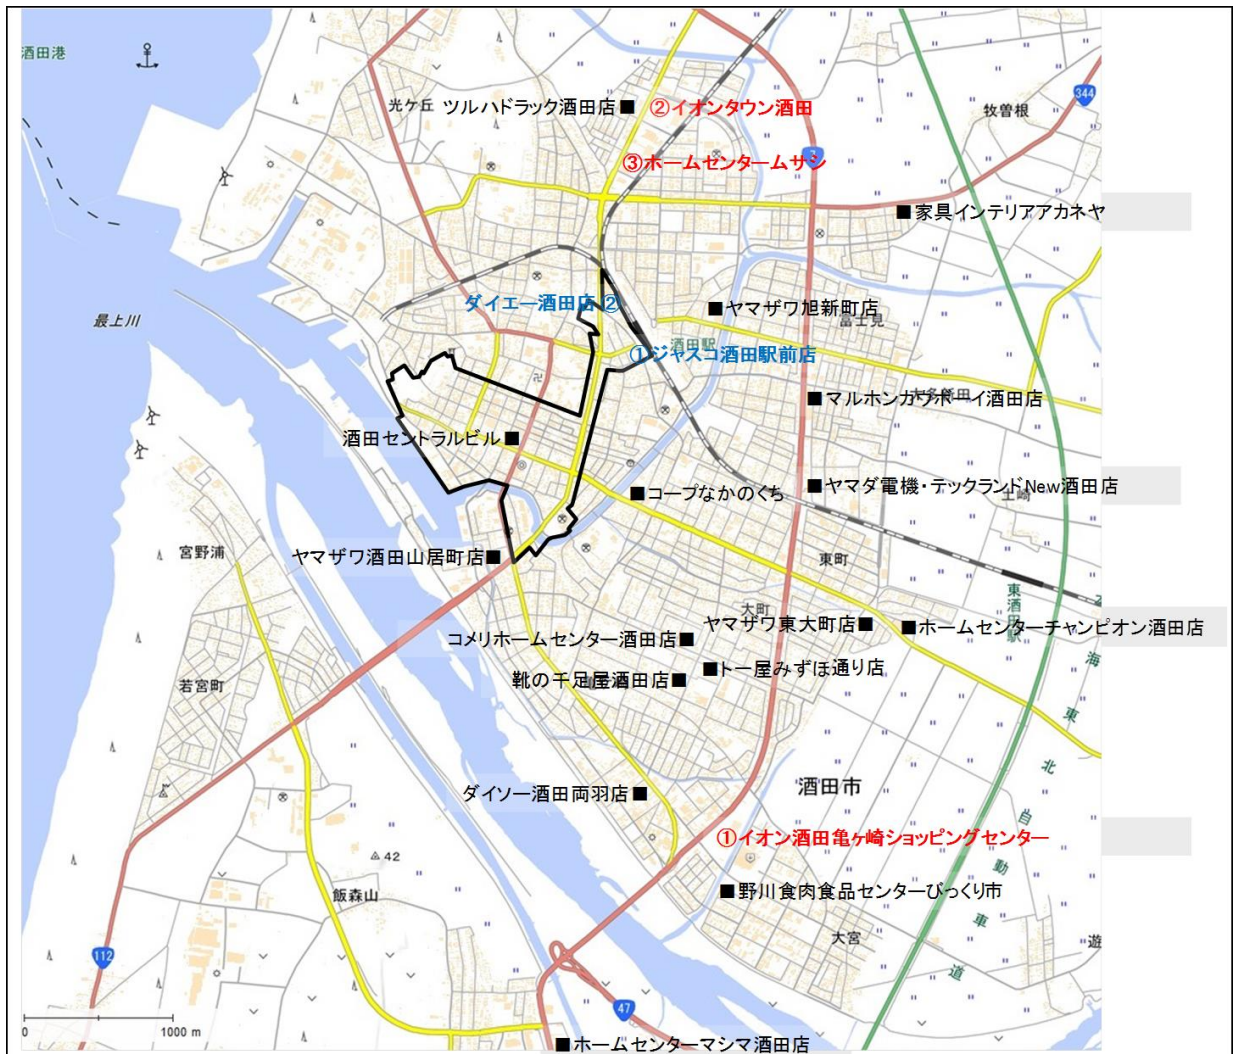 酒田港
光ケ丘
ツルハドラック酒田店■
②イオンタウン酒田
344
牧曽根
③ホームセンタームサシ
7
■家具インテリアアカネヤ
ダイエー酒田店②
■ヤマザワ旭新町店
富士見
最上川
酒田駅
①ジャスコ酒田駅前店
■マルホンカウボーイ酒田店
大多新田
酒田セントラルビル■
■コープなかのくち
■ヤマダ電機・テックランドNew酒田店
土崎
宮野浦
ヤマザワ酒田山居町店■
東町
大町
東酒田駅
ヤマザワ東大町店■
■ホームセンターチャンピオン酒田店
コメリホームセンター酒田店■
■トー屋みずほ通り店
靴の千足屋酒田店■
若宮町
酒田市
ダイソー酒田両羽店■
①イオン酒田亀ヶ崎ショッピングセンター
42
飯森山
■野川食肉食品センターびっくり市
大宮
遊
海東北自動車道
112
47
0
1000 m
■ホームセンターマシマ酒田店